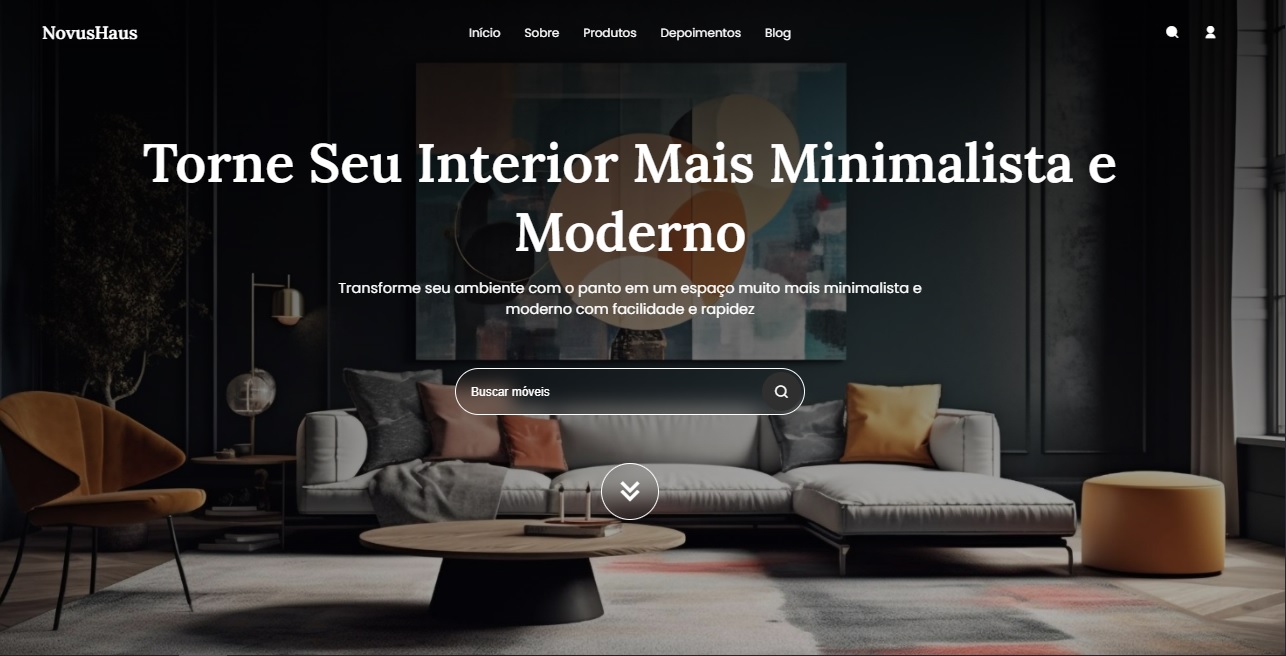 NovusHaus
Início Sobre Produtos Depoimentos Blog
Torne Seu Interior Mais Minimalista e
Moderno
Transforme seu ambiente com o panto em um espaço muito mais minimalista e
moderno com facilidade e rapidez
Buscar móveis